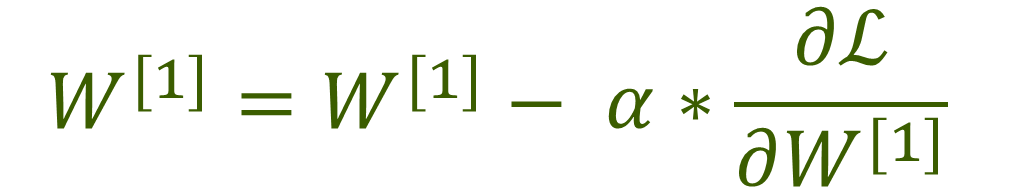 W^[1] = W^[1] − α * ∂ℒ / ∂W^[1]